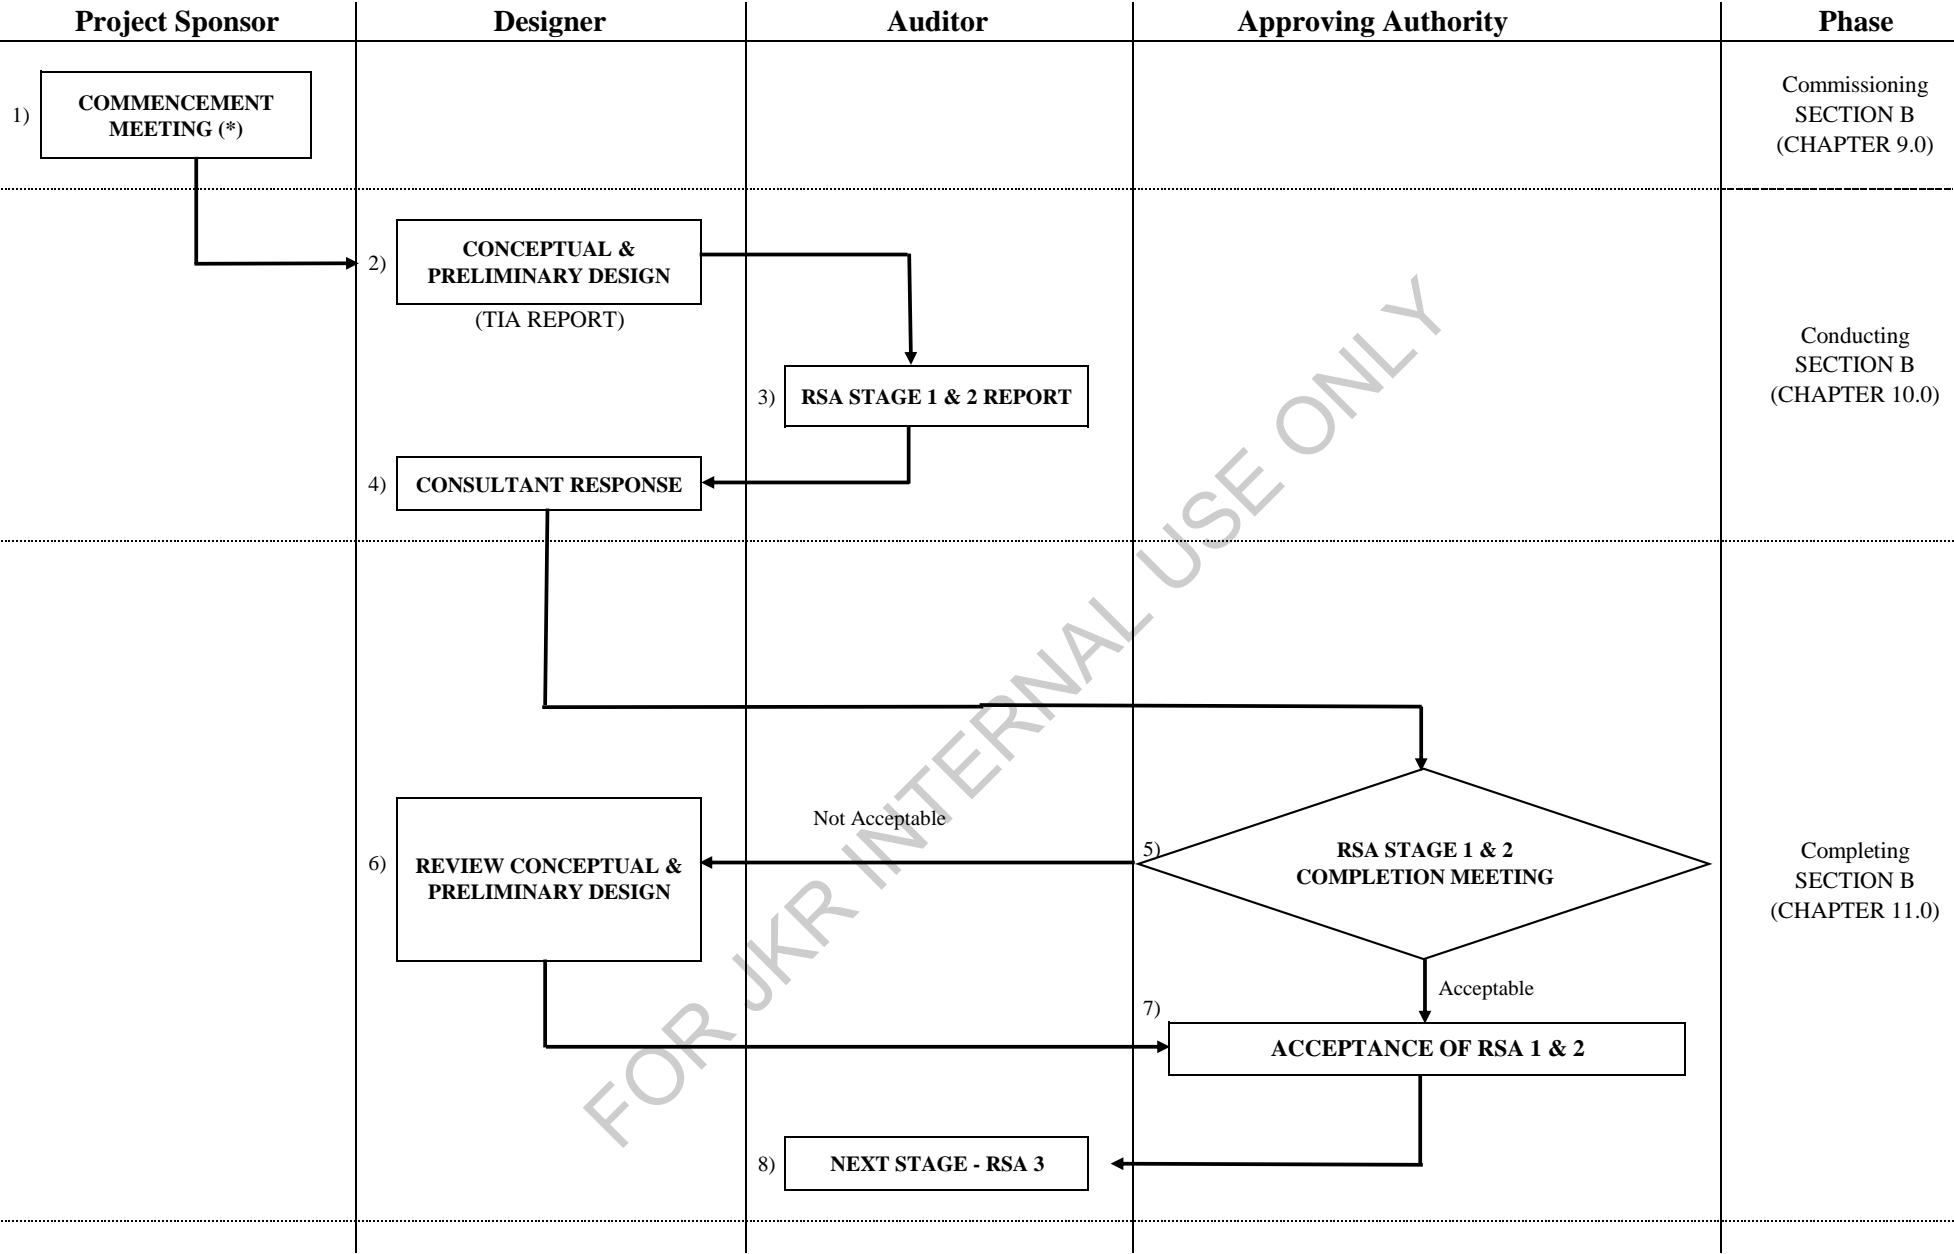 Project Sponsor
Designer
Auditor
Approving Authority
Phase
1)
COMMENCEMENT
MEETING (*)
Commissioning
SECTION B
(CHAPTER 9.0)
2)
CONCEPTUAL &
PRELIMINARY DESIGN
(TIA REPORT)
3)
RSA STAGE 1 & 2 REPORT
4)
CONSULTANT RESPONSE
Conducting
SECTION B
(CHAPTER 10.0)
5)
RSA STAGE 1 & 2
COMPLETION MEETING
Not Acceptable
6)
REVIEW CONCEPTUAL &
PRELIMINARY DESIGN
Acceptable
7)
ACCEPTANCE OF RSA 1 & 2
8)
NEXT STAGE - RSA 3
Completing
SECTION B
(CHAPTER 11.0)
FOR JKR INTERNAL USE ONLY